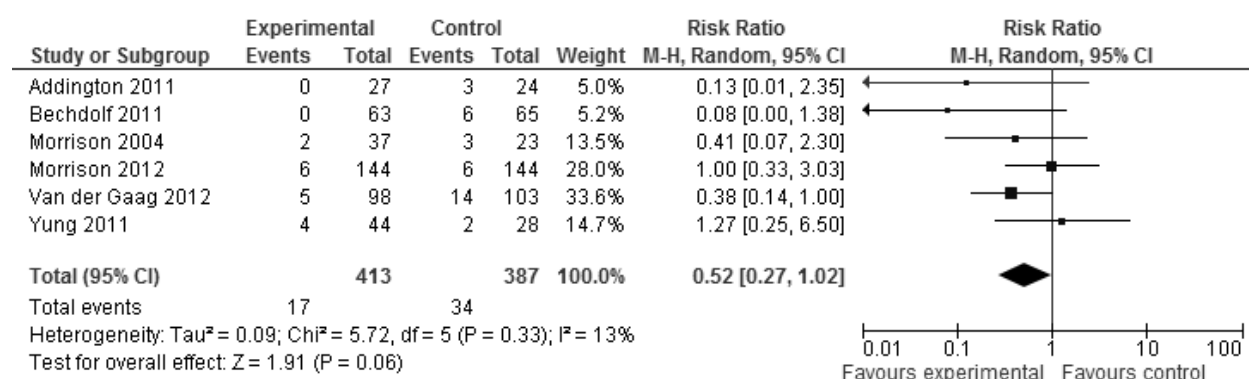 Experimental Control Risk Ratio Risk Ratio
Study or Subgroup Events Total Events Total Weight M-H, Random, 95% CI M-H, Random, 95% CI
Addington 2011 0 27 3 24 5.0% 0.13 [0.01, 2.35]
Bechdolf 2011 0 63 6 65 5.2% 0.08 [0.00, 1.38]
Morrison 2004 2 37 3 23 13.5% 0.41 [0.07, 2.30]
Morrison 2012 6 144 6 144 28.0% 1.00 [0.33, 3.03]
Van der Gaag 2012 5 98 14 103 33.6% 0.38 [0.14, 1.00]
Yung 2011 4 44 2 28 14.7% 1.27 [0.25, 6.50]
Total (95% CI) 413 387 100.0% 0.52 [0.27, 1.02]
Total events 17 34
Heterogeneity: Tau² = 0.09; Chi² = 5.72, df = 5 (P = 0.33); I² = 13%
Test for overall effect: Z = 1.91 (P = 0.06)
0.01 0.1 1 10 100
Favours experimental Favours control